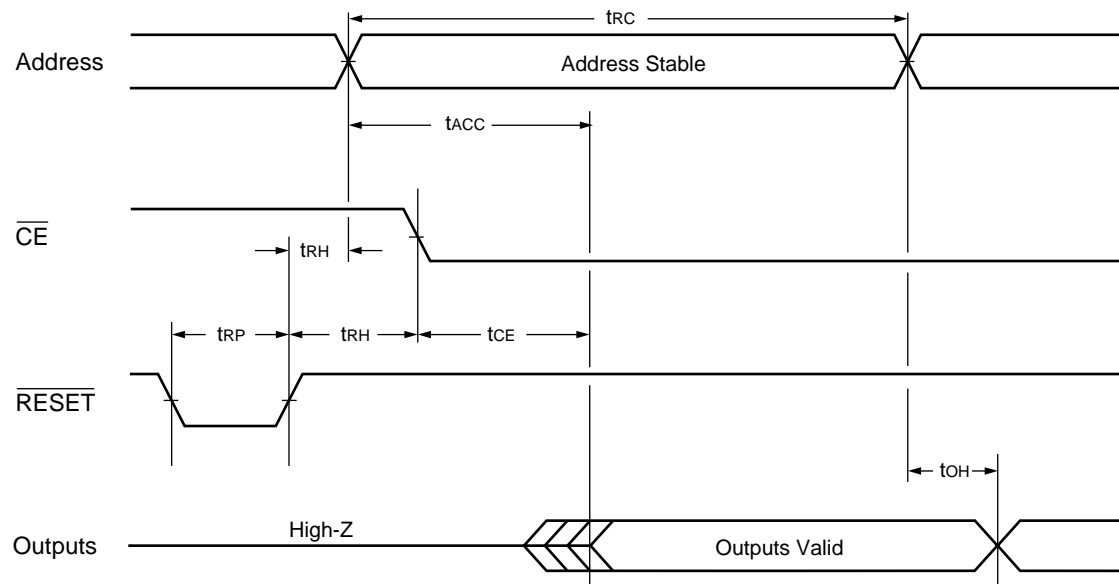 tRC
Address
Address Stable
tACC
CE
tRH
tRP
tRH
tCE
RESET
tOH
High-Z
Outputs
Outputs Valid